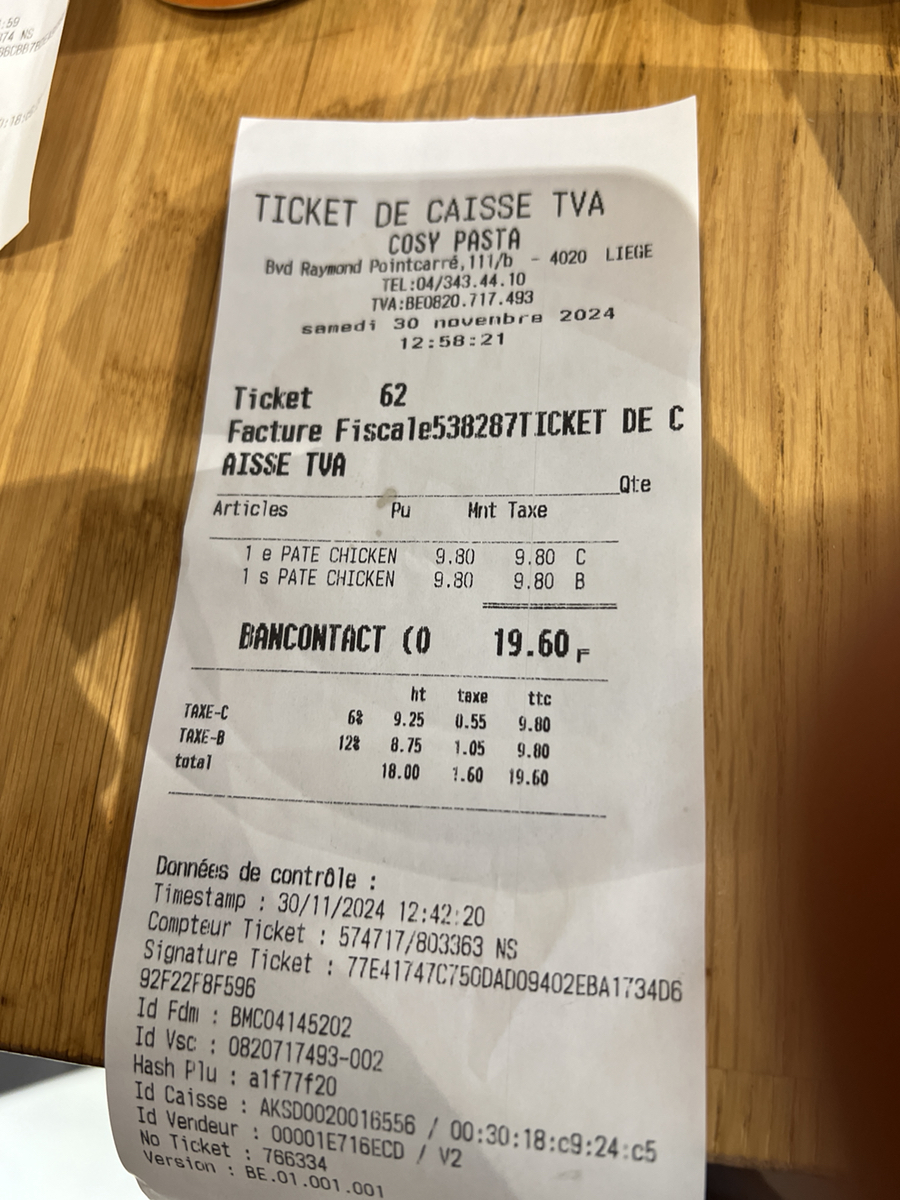 :59
74 NS
TICKET DE CAISSE TVA
COSY PASTA
Bvd Raymond Pointcarré,111/b - 4020 LIEGE
TEL:04/343.44.10
TVA:BE0820.717.493
samedi 30 novenbre 2024
12:58:21
Ticket 62
Facture Fiscale538287TICKET DE C
AISSE TVA
Qte
Articles Pu Mnt Taxe
1 e PATE CHICKEN 9.80 9.80 C
1 s PATE CHICKEN 9.80 9.80 B
BANCONTACT (0 19.60 F
ht taxe ttc
TAXE-C 6% 9.25 0.55 9.80
TAXE-B 12% 8.75 1.05 9.80
total 18.00 1.60 19.60
Données de contrôle :
Timestamp : 30/11/2024 12:42:20
Compteur Ticket : 574717/803363 NS
Signature Ticket : 77E41747C750DAD09402EBA1734D6
92F22F8F596
Id Fdm : BMC04145202
Id Vsc : 0820717493-002
Hash Plu : a1f77f20
Id Caisse : AKSD0020016556 / 00:30:18:c9:24:c5
Id Vendeur : 00001E716ECD / V2
No Ticket : 766334
Version : BE.01.001.001